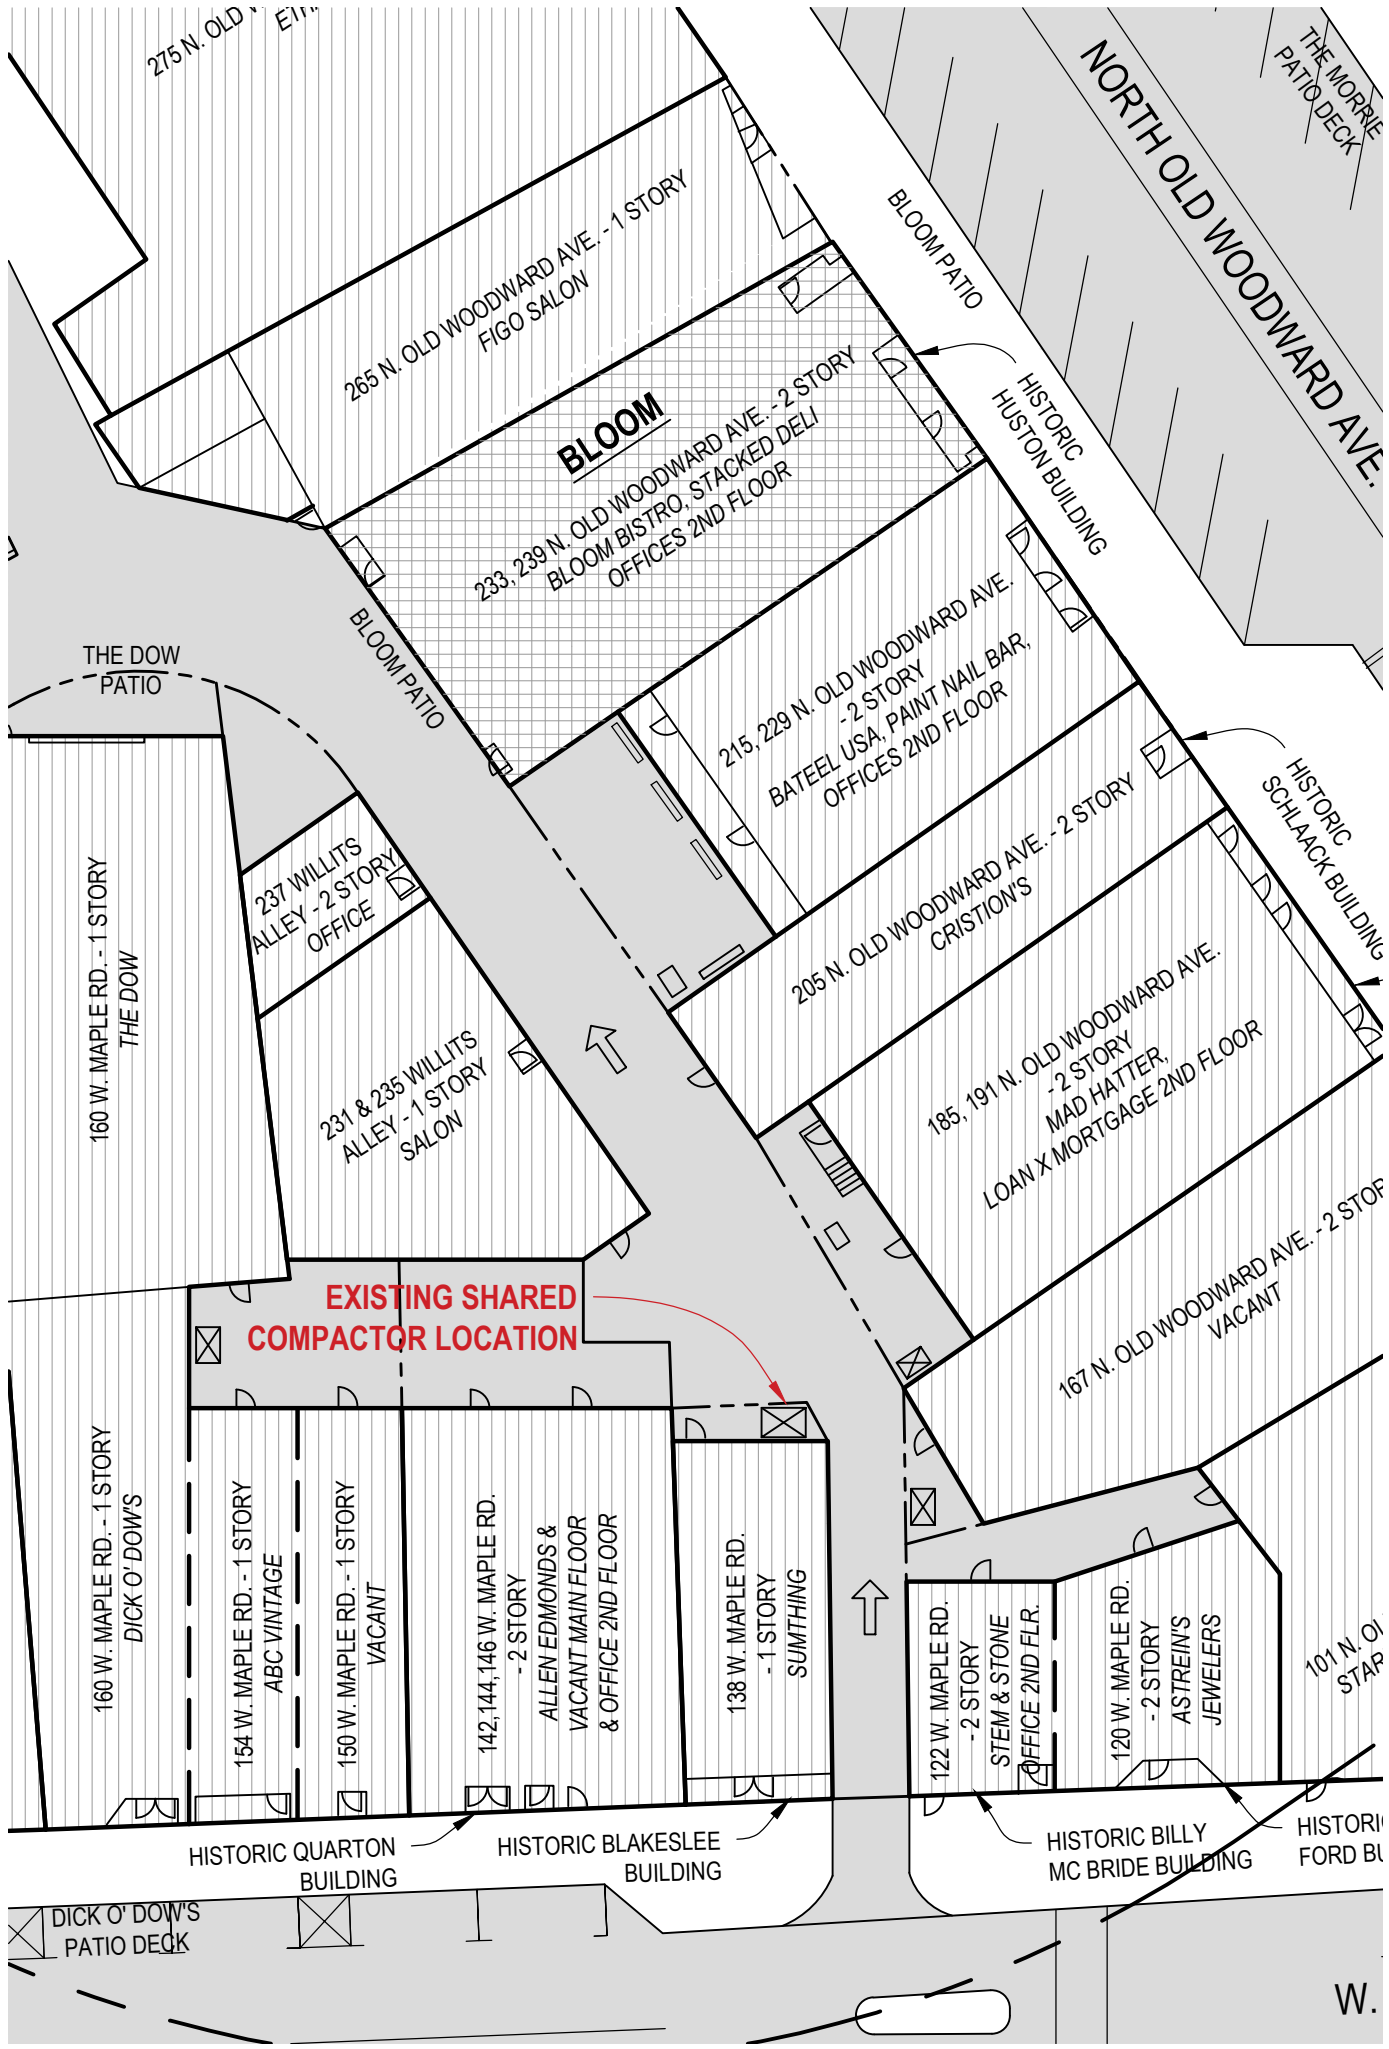 275 N. OLD
THE MORRIE
PATIO DECK
NORTH OLD WOODWARD AVE.
BLOOM PATIO
265 N. OLD WOODWARD AVE. - 1 STORY
FIGO SALON
HISTORIC
HUSTON BUILDING
BLOOM
233, 239 N. OLD WOODWARD AVE. - 2 STORY
BLOOM BISTRO, STACKED DELI
OFFICES 2ND FLOOR
BLOOM PATIO
THE DOW
PATIO
215, 229 N. OLD WOODWARD AVE.
- 2 STORY
BATEEL USA, PAINT NAIL BAR,
OFFICES 2ND FLOOR
HISTORIC
SCHLAACK BUILDING
205 N. OLD WOODWARD AVE. - 2 STORY
CRISTION'S
237 WILLITS
ALLEY - 2 STORY
OFFICE
160 W. MAPLE RD. - 1 STORY
THE DOW
231 & 235 WILLITS
ALLEY - 1 STORY
SALON
185, 191 N. OLD WOODWARD AVE.
- 2 STORY
MAD HATTER,
LOAN X MORTGAGE 2ND FLOOR
167 N. OLD WOODWARD AVE. - 2 STOR
VACANT
EXISTING SHARED
COMPACTOR LOCATION
160 W. MAPLE RD. - 1 STORY
DICK O' DOW'S
154 W. MAPLE RD. - 1 STORY
ABC VINTAGE
150 W. MAPLE RD. - 1 STORY
VACANT
142,144,146 W. MAPLE RD.
- 2 STORY
ALLEN EDMONDS &
VACANT MAIN FLOOR
& OFFICE 2ND FLOOR
138 W. MAPLE RD.
- 1 STORY
SUMTHING
122 W. MAPLE RD.
- 2 STORY
STEM & STONE
OFFICE 2ND FLR.
120 W. MAPLE RD.
- 2 STORY
ASTREIN'S
JEWELERS
101 N. OL
STAR
HISTORIC QUARTON
BUILDING
HISTORIC BLAKESLEE
BUILDING
HISTORIC BILLY
MC BRIDE BUILDING
HISTORIC
FORD BU
DICK O' DOW'S
PATIO DECK
W.